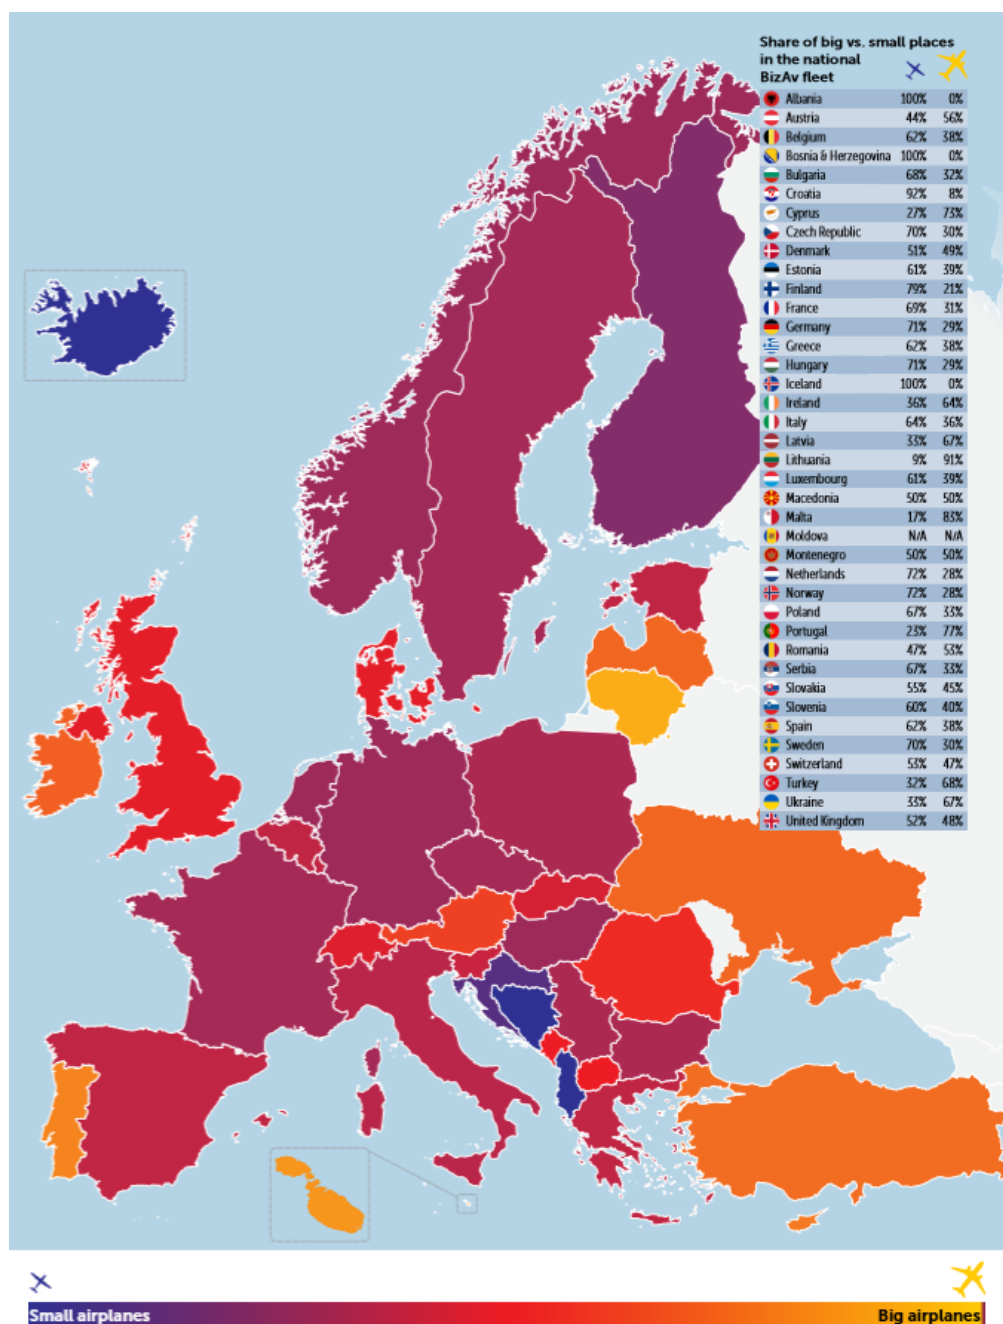 Share of big vs. small places
in the national
BizAv fleet
Albania 100% 0%
Austria 44% 56%
Belgium 62% 38%
Bosnia & Herzegovina 100% 0%
Bulgaria 68% 32%
Croatia 92% 8%
Cyprus 27% 73%
Czech Republic 70% 30%
Denmark 51% 49%
Estonia 61% 39%
Finland 79% 21%
France 69% 31%
Germany 71% 29%
Greece 62% 38%
Hungary 71% 29%
Iceland 100% 0%
Ireland 36% 64%
Italy 64% 36%
Latvia 33% 67%
Lithuania 9% 91%
Luxembourg 61% 39%
Macedonia 50% 50%
Malta 17% 83%
Moldova N/A N/A
Montenegro 50% 50%
Netherlands 72% 28%
Norway 72% 28%
Poland 67% 33%
Portugal 23% 77%
Romania 47% 53%
Serbia 67% 33%
Slovakia 55% 45%
Slovenia 60% 40%
Spain 62% 38%
Sweden 70% 30%
Switzerland 53% 47%
Turkey 32% 68%
Ukraine 33% 67%
United Kingdom 52% 48%
Small airplanes Big airplanes